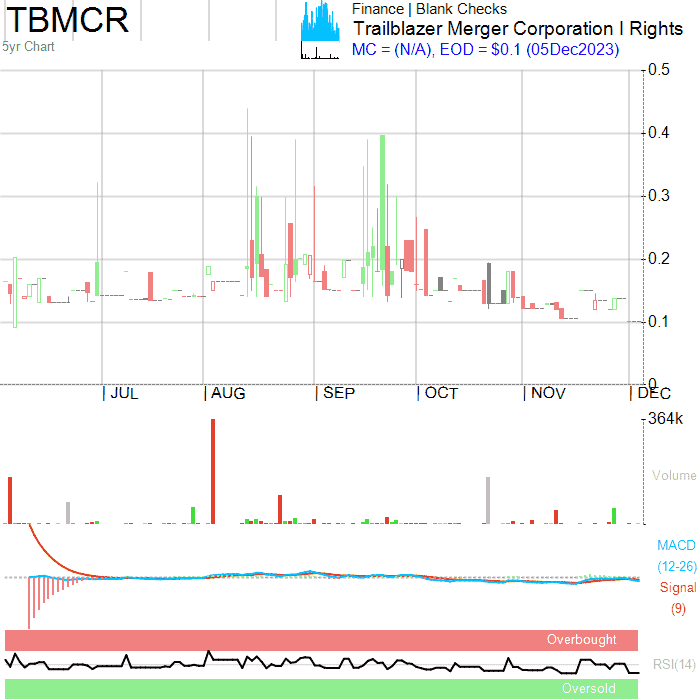 TBMCR
5yr Chart
Finance | Blank Checks
Trailblazer Merger Corporation I Rights
MC = (N/A), EOD = $0.1 (05Dec2023)
0.5
0.4
0.3
0.2
0.1
0
| JUL | AUG | SEP | OCT | NOV | DEC
364k
Volume
MACD
(12-26)
Signal
(9)
Overbought
RSI(14)
Oversold